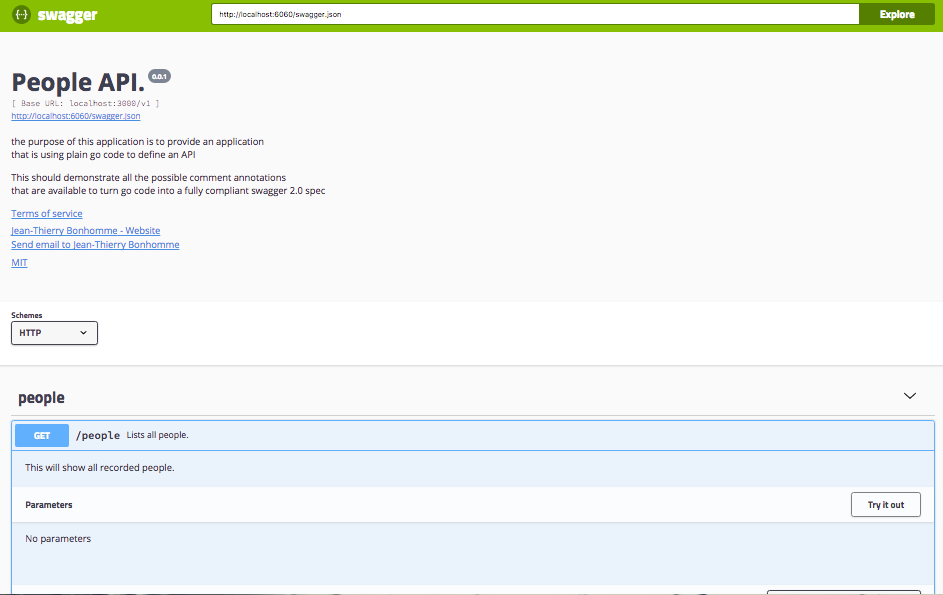 {···} swagger
http://localhost:6060/swagger.json
Explore
People API. 0.0.1
[ Base URL: localhost:3000/v1 ]
http://localhost:6060/swagger.json
the purpose of this application is to provide an application
that is using plain go code to define an API
This should demonstrate all the possible comment annotations
that are available to turn go code into a fully compliant swagger 2.0 spec
Terms of service
Jean-Thierry Bonhomme - Website
Send email to Jean-Thierry Bonhomme
MIT
Schemes
HTTP
people
GET /people Lists all people.
This will show all recorded people.
Parameters
Try it out
No parameters